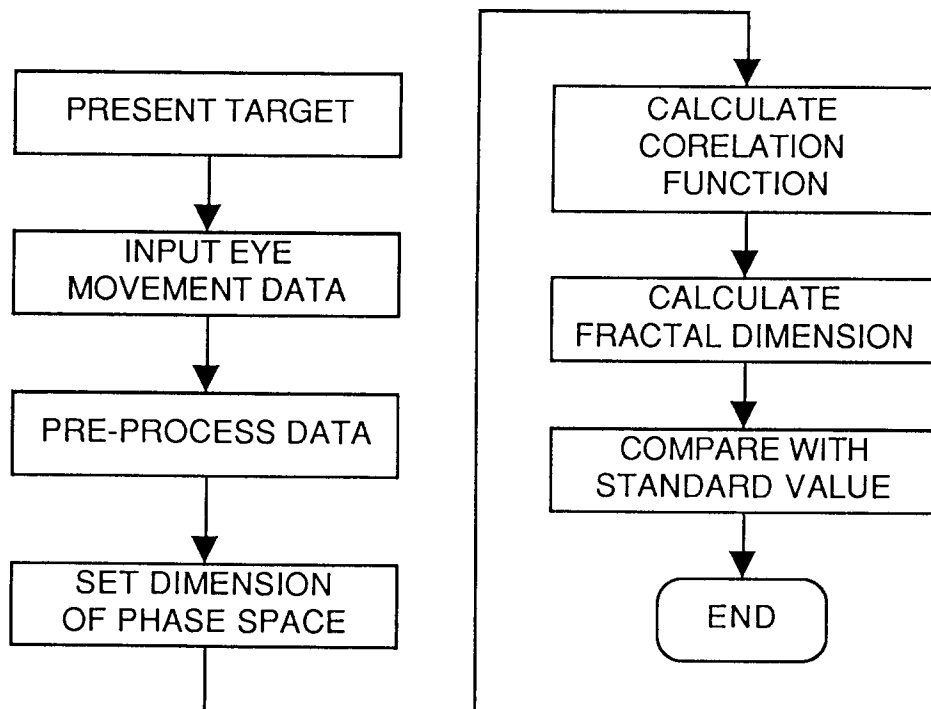 PRESENT TARGET
INPUT EYE
MOVEMENT DATA
PRE-PROCESS DATA
SET DIMENSION
OF PHASE SPACE
CALCULATE
CORELATION
FUNCTION
CALCULATE
FRACTAL DIMENSION
COMPARE WITH
STANDARD VALUE
END